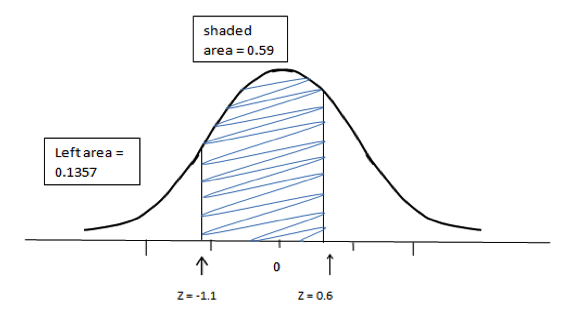 shaded
area = 0.59
Left area =
0.1357
0
Z = -1.1
Z = 0.6